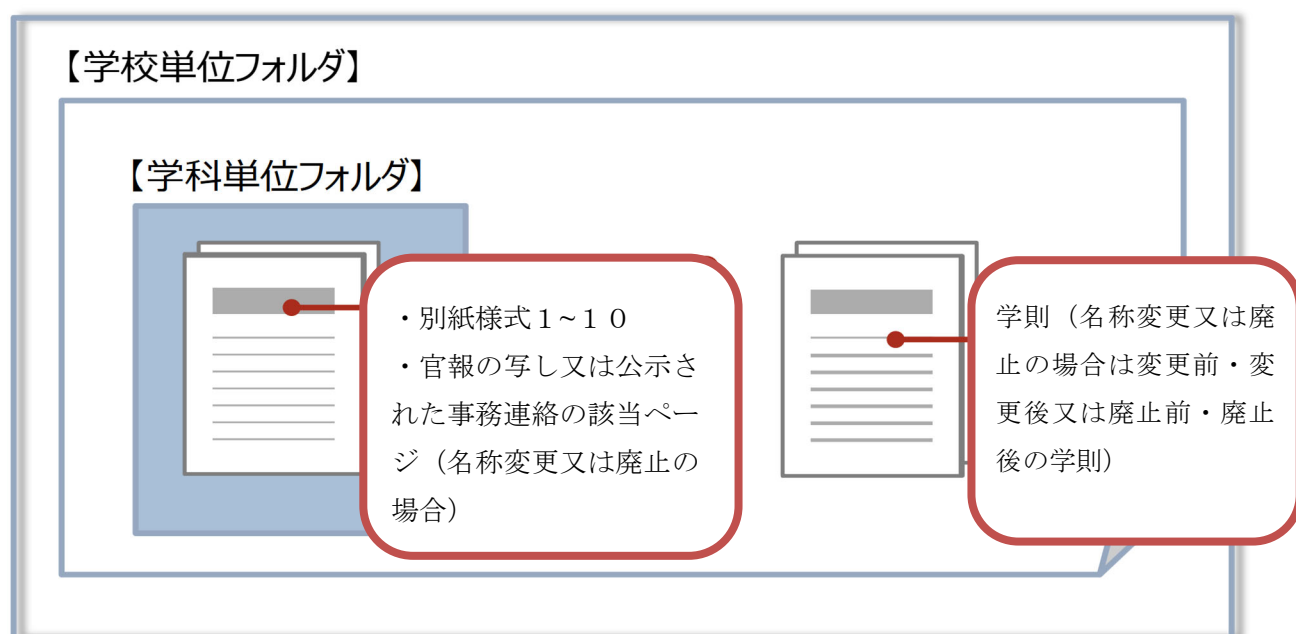 【学校単位フォルダ】
【学科単位フォルダ】
・別紙様式１~１０
・官報の写し又は公示さ
れた事務連絡の該当ペー
ジ（名称変更又は廃止の
場合）
学則（名称変更又は廃
止の場合は変更前・変
更後又は廃止前・廃止
後の学則）